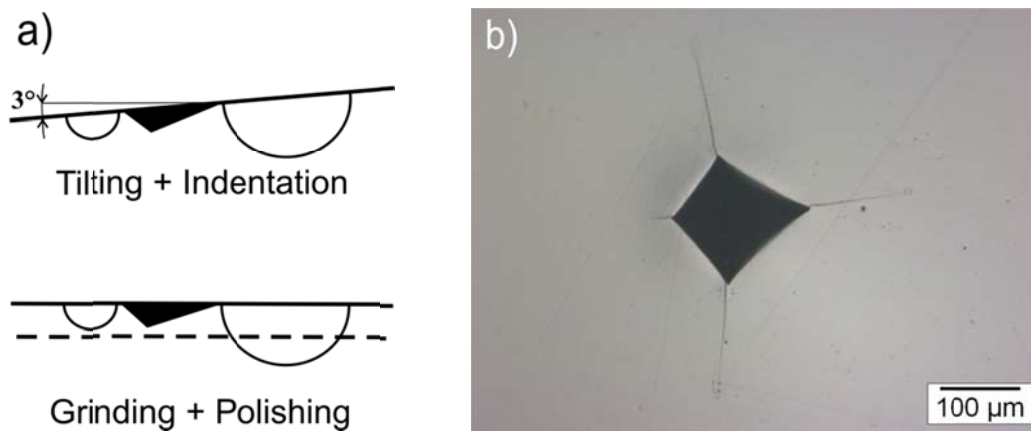 a)
3°
Tilting + Indentation
Grinding + Polishing
b)
100 µm